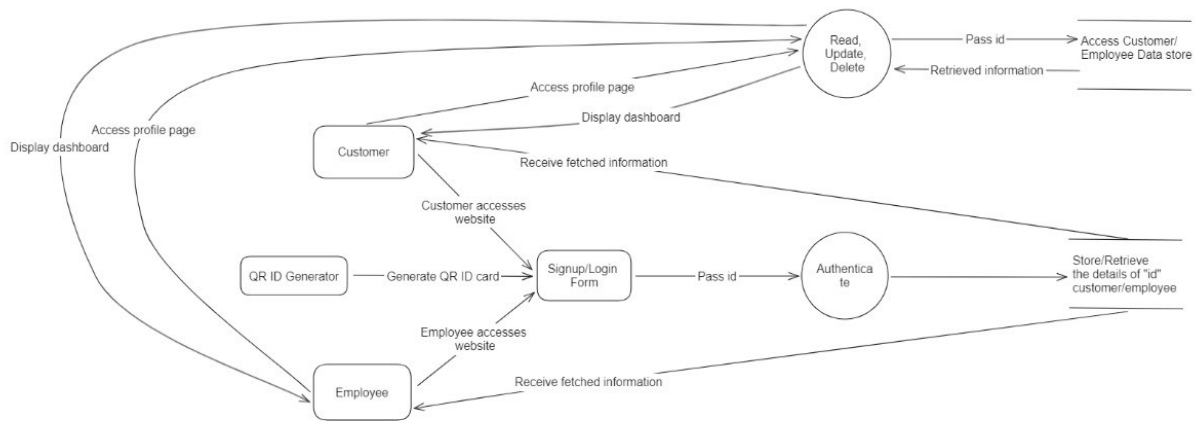 Read,
Update,
Delete
Pass id
Access Customer/
Employee Data store
Retrieved information
Access profile page
Display dashboard
Access profile page
Display dashboard
Customer
Receive fetched information
Customer accesses
website
QR ID Generator
Generate QR ID card
Signup/Login
Form
Pass id
Authentica
te
Store/Retrieve
the details of "id"
customer/employee
Employee accesses
website
Employee
Receive fetched information